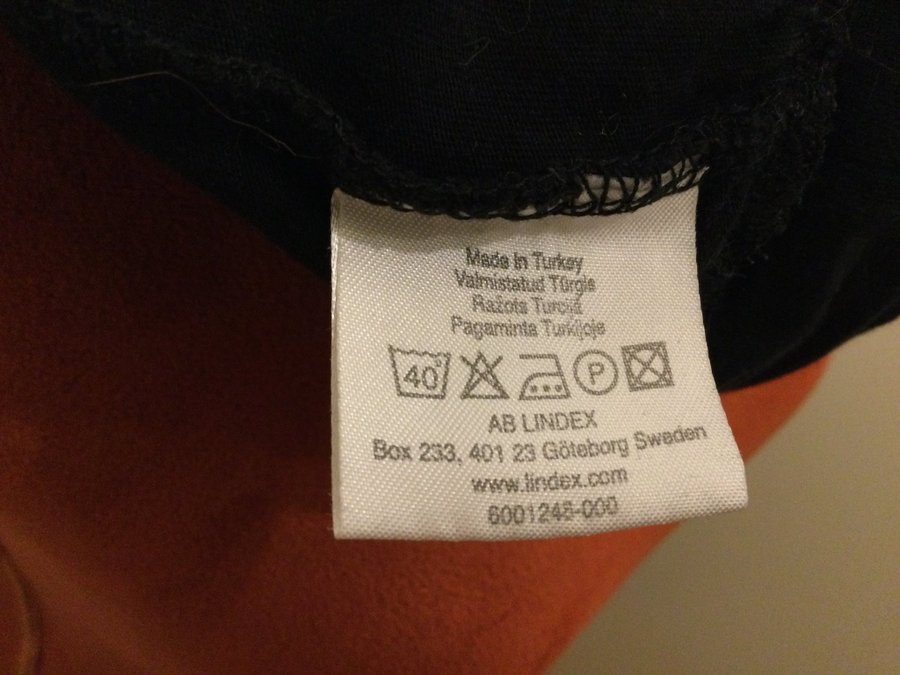 Made in Turkey
Valmistatud Türgis
Ražots Turcijā
Pagaminta Turkijoje
40° P
AB LINDEX
Box 233, 401 23 Göteborg Sweden
www.lindex.com
6001248-000